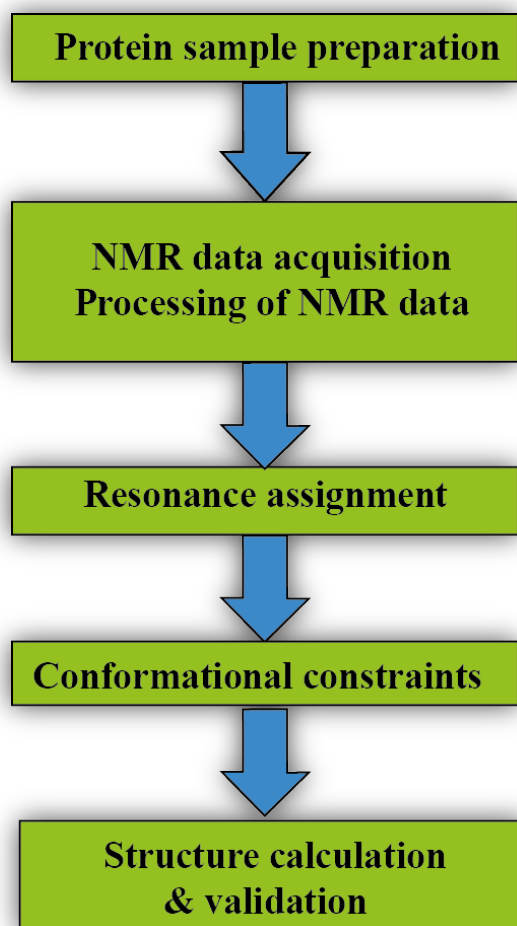 Protein sample preparation
NMR data acquisition
Processing of NMR data
Resonance assignment
Conformational constraints
Structure calculation
& validation